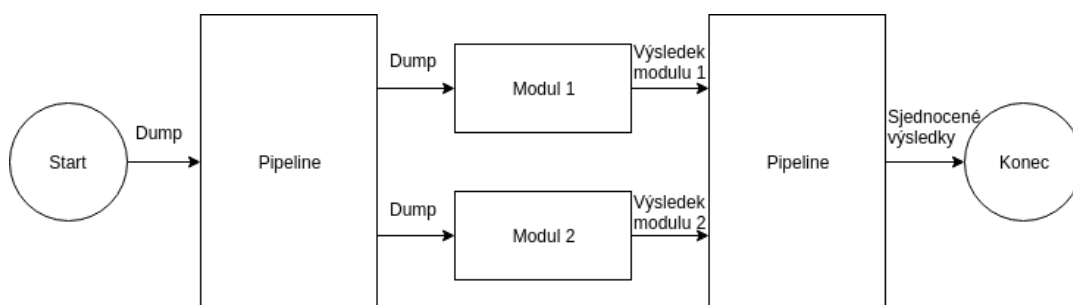 Start
Dump
Pipeline
Dump
Modul 1
Výsledek
modulu 1
Dump
Modul 2
Výsledek
modulu 2
Pipeline
Sjednocené
výsledky
Konec